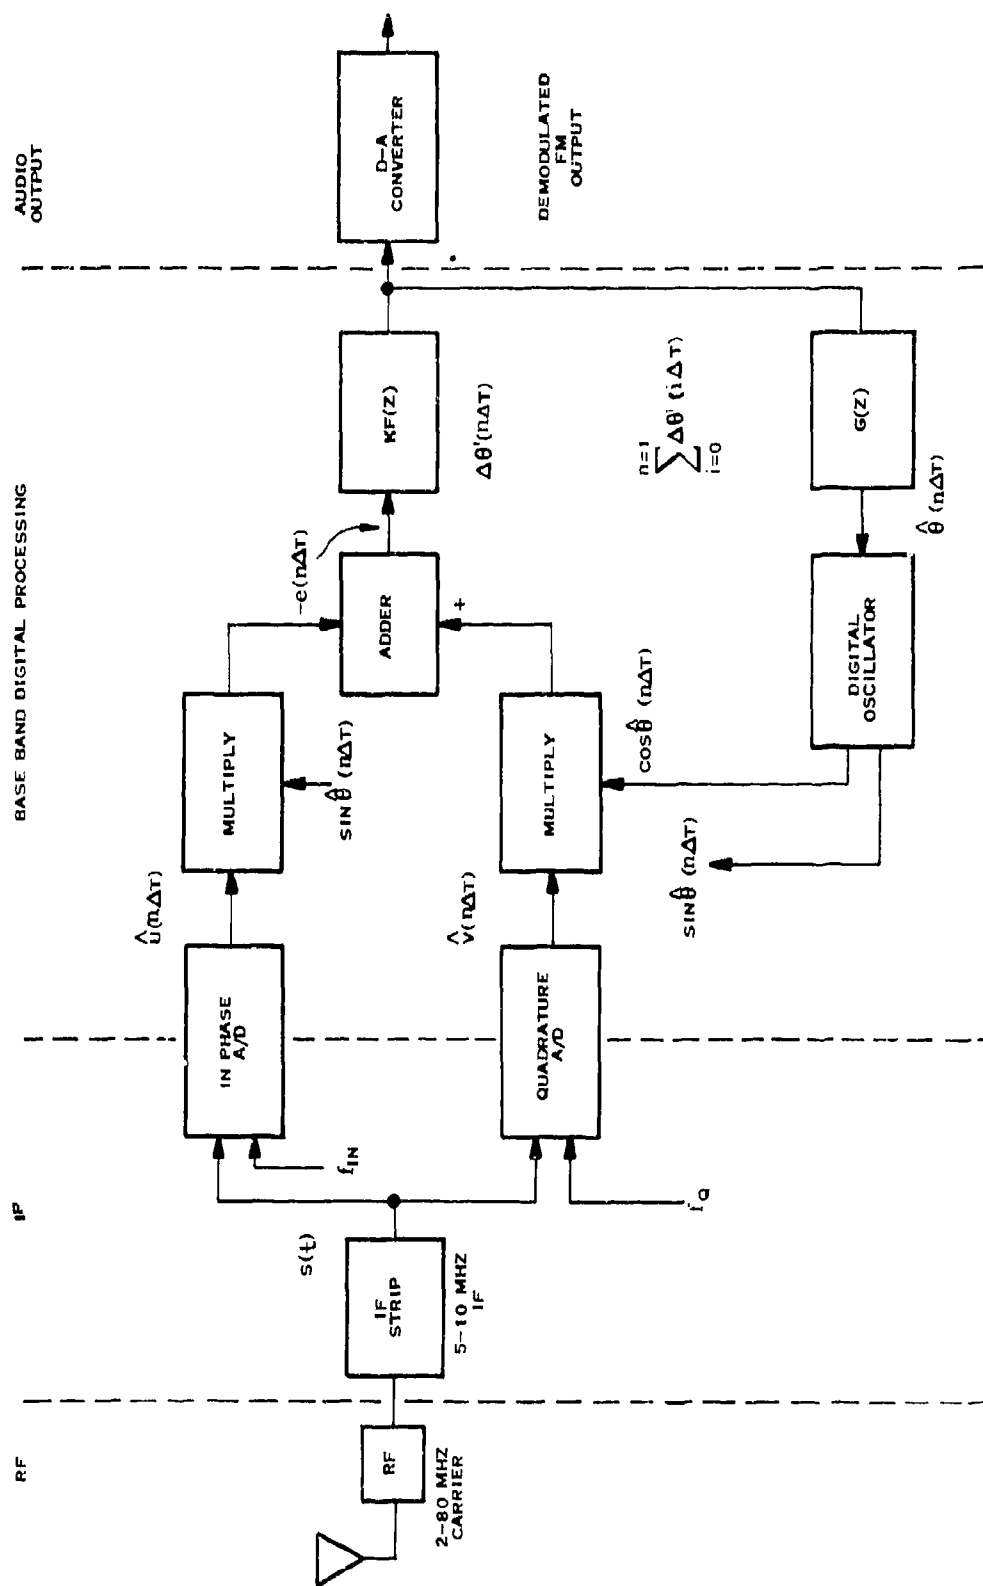 RF
IF
BASE BAND DIGITAL PROCESSING
AUDIO
OUTPUT
RF
2-80 MHZ
CARRIER
IF
STRIP
5-10 MHZ
IF
s(t)
fIN
fQ
IN PHASE
A/D
QUADRATURE
A/D
û(nΔT)
v̂(nΔT)
MULTIPLY
SIN θ̂ (nΔT)
MULTIPLY
COS θ̂ (nΔT)
SIN θ̂ (nΔT)
-e(nΔT)
ADDER
+
DIGITAL
OSCILLATOR
θ̂ (nΔT)
KF(Z)
Δθ'(nΔT)
n=1
∑ Δθ' (iΔT)
i=0
G(Z)
D-A
CONVERTER
DEMODULATED
FM
OUTPUT